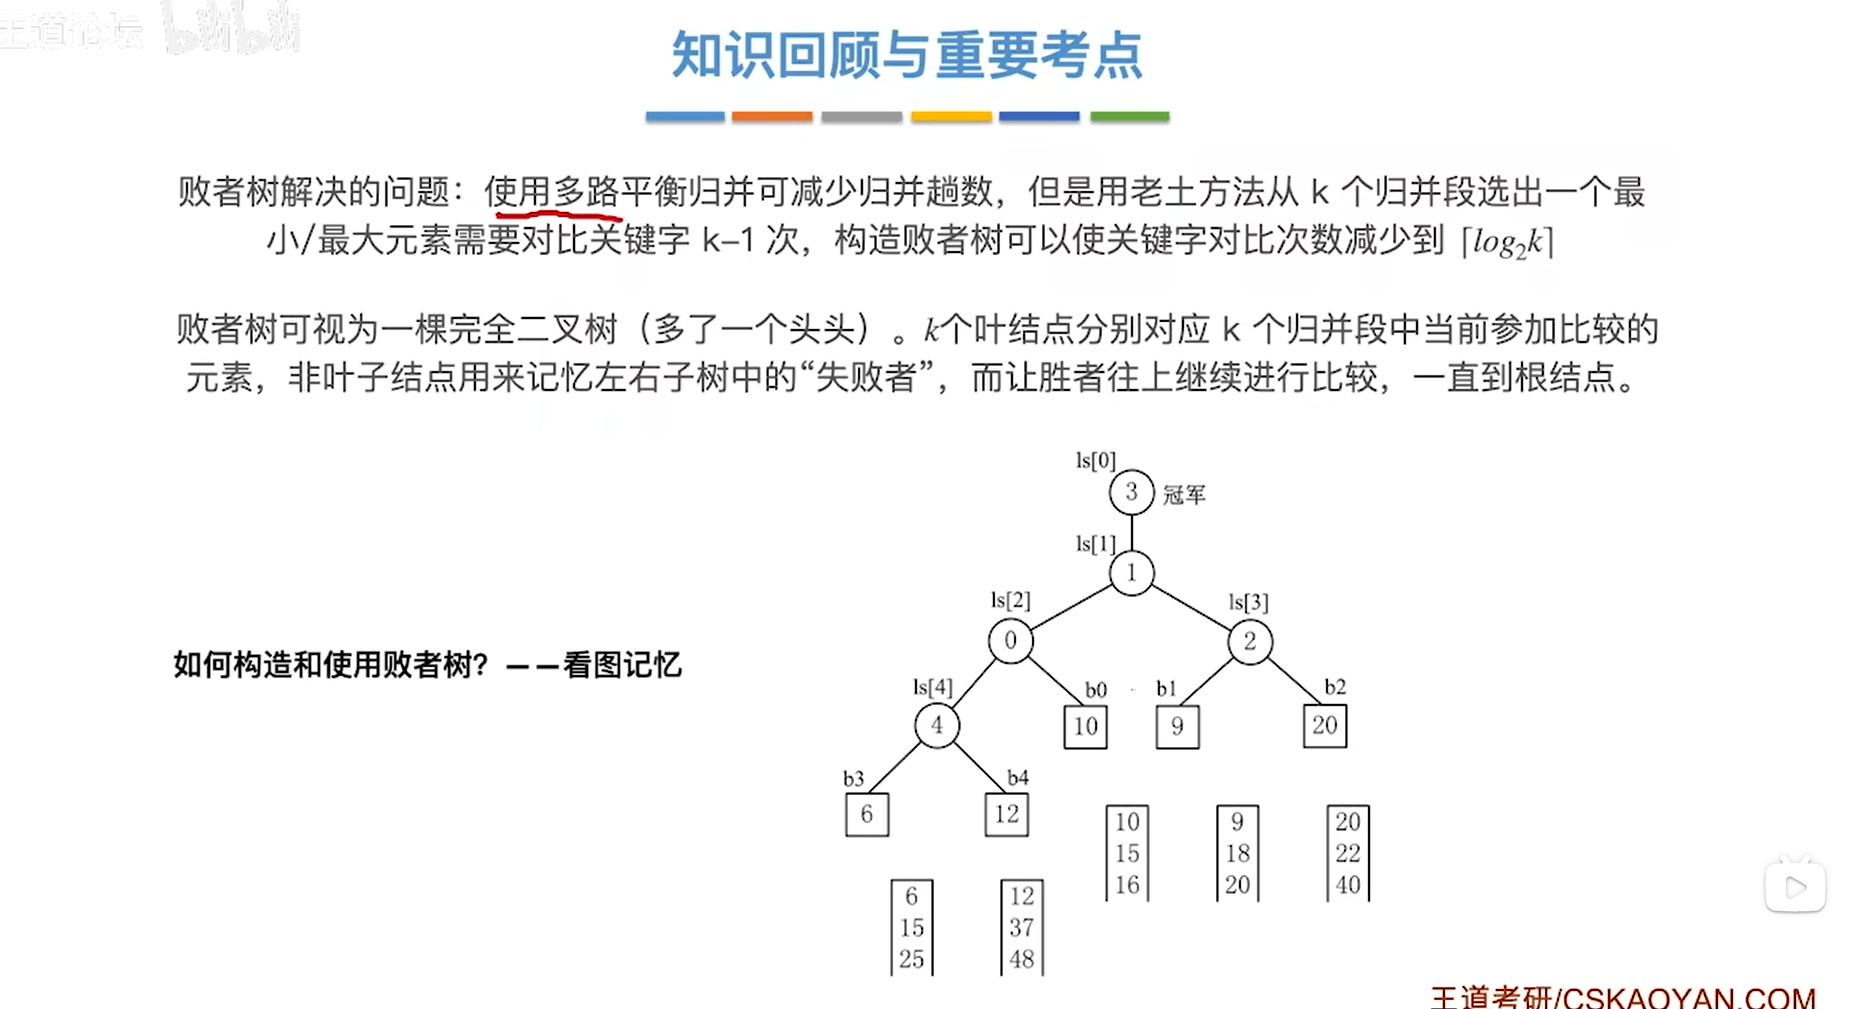 王道论坛 bilibili
知识回顾与重要考点
败者树解决的问题：使用多路平衡归并可减少归并趟数，但是用老土方法从 k 个归并段选出一个最
小/最大元素需要对比关键字 k–1 次，构造败者树可以使关键字对比次数减少到 ⌈log₂k⌉
败者树可视为一棵完全二叉树（多了一个头头）。k个叶结点分别对应 k 个归并段中当前参加比较的
元素，非叶子结点用来记忆左右子树中的“失败者”，而让胜者往上继续进行比较，一直到根结点。
ls[0]
3 冠军
ls[1]
1
ls[2] ls[3]
0 2
如何构造和使用败者树？——看图记忆
ls[4] b0 b1 b2
4 10 9 20
b3 b4
6 12
10 9 20
15 18 22
16 20 40
6 12
15 37
25 48
王道考研/CSKAOYAN.COM